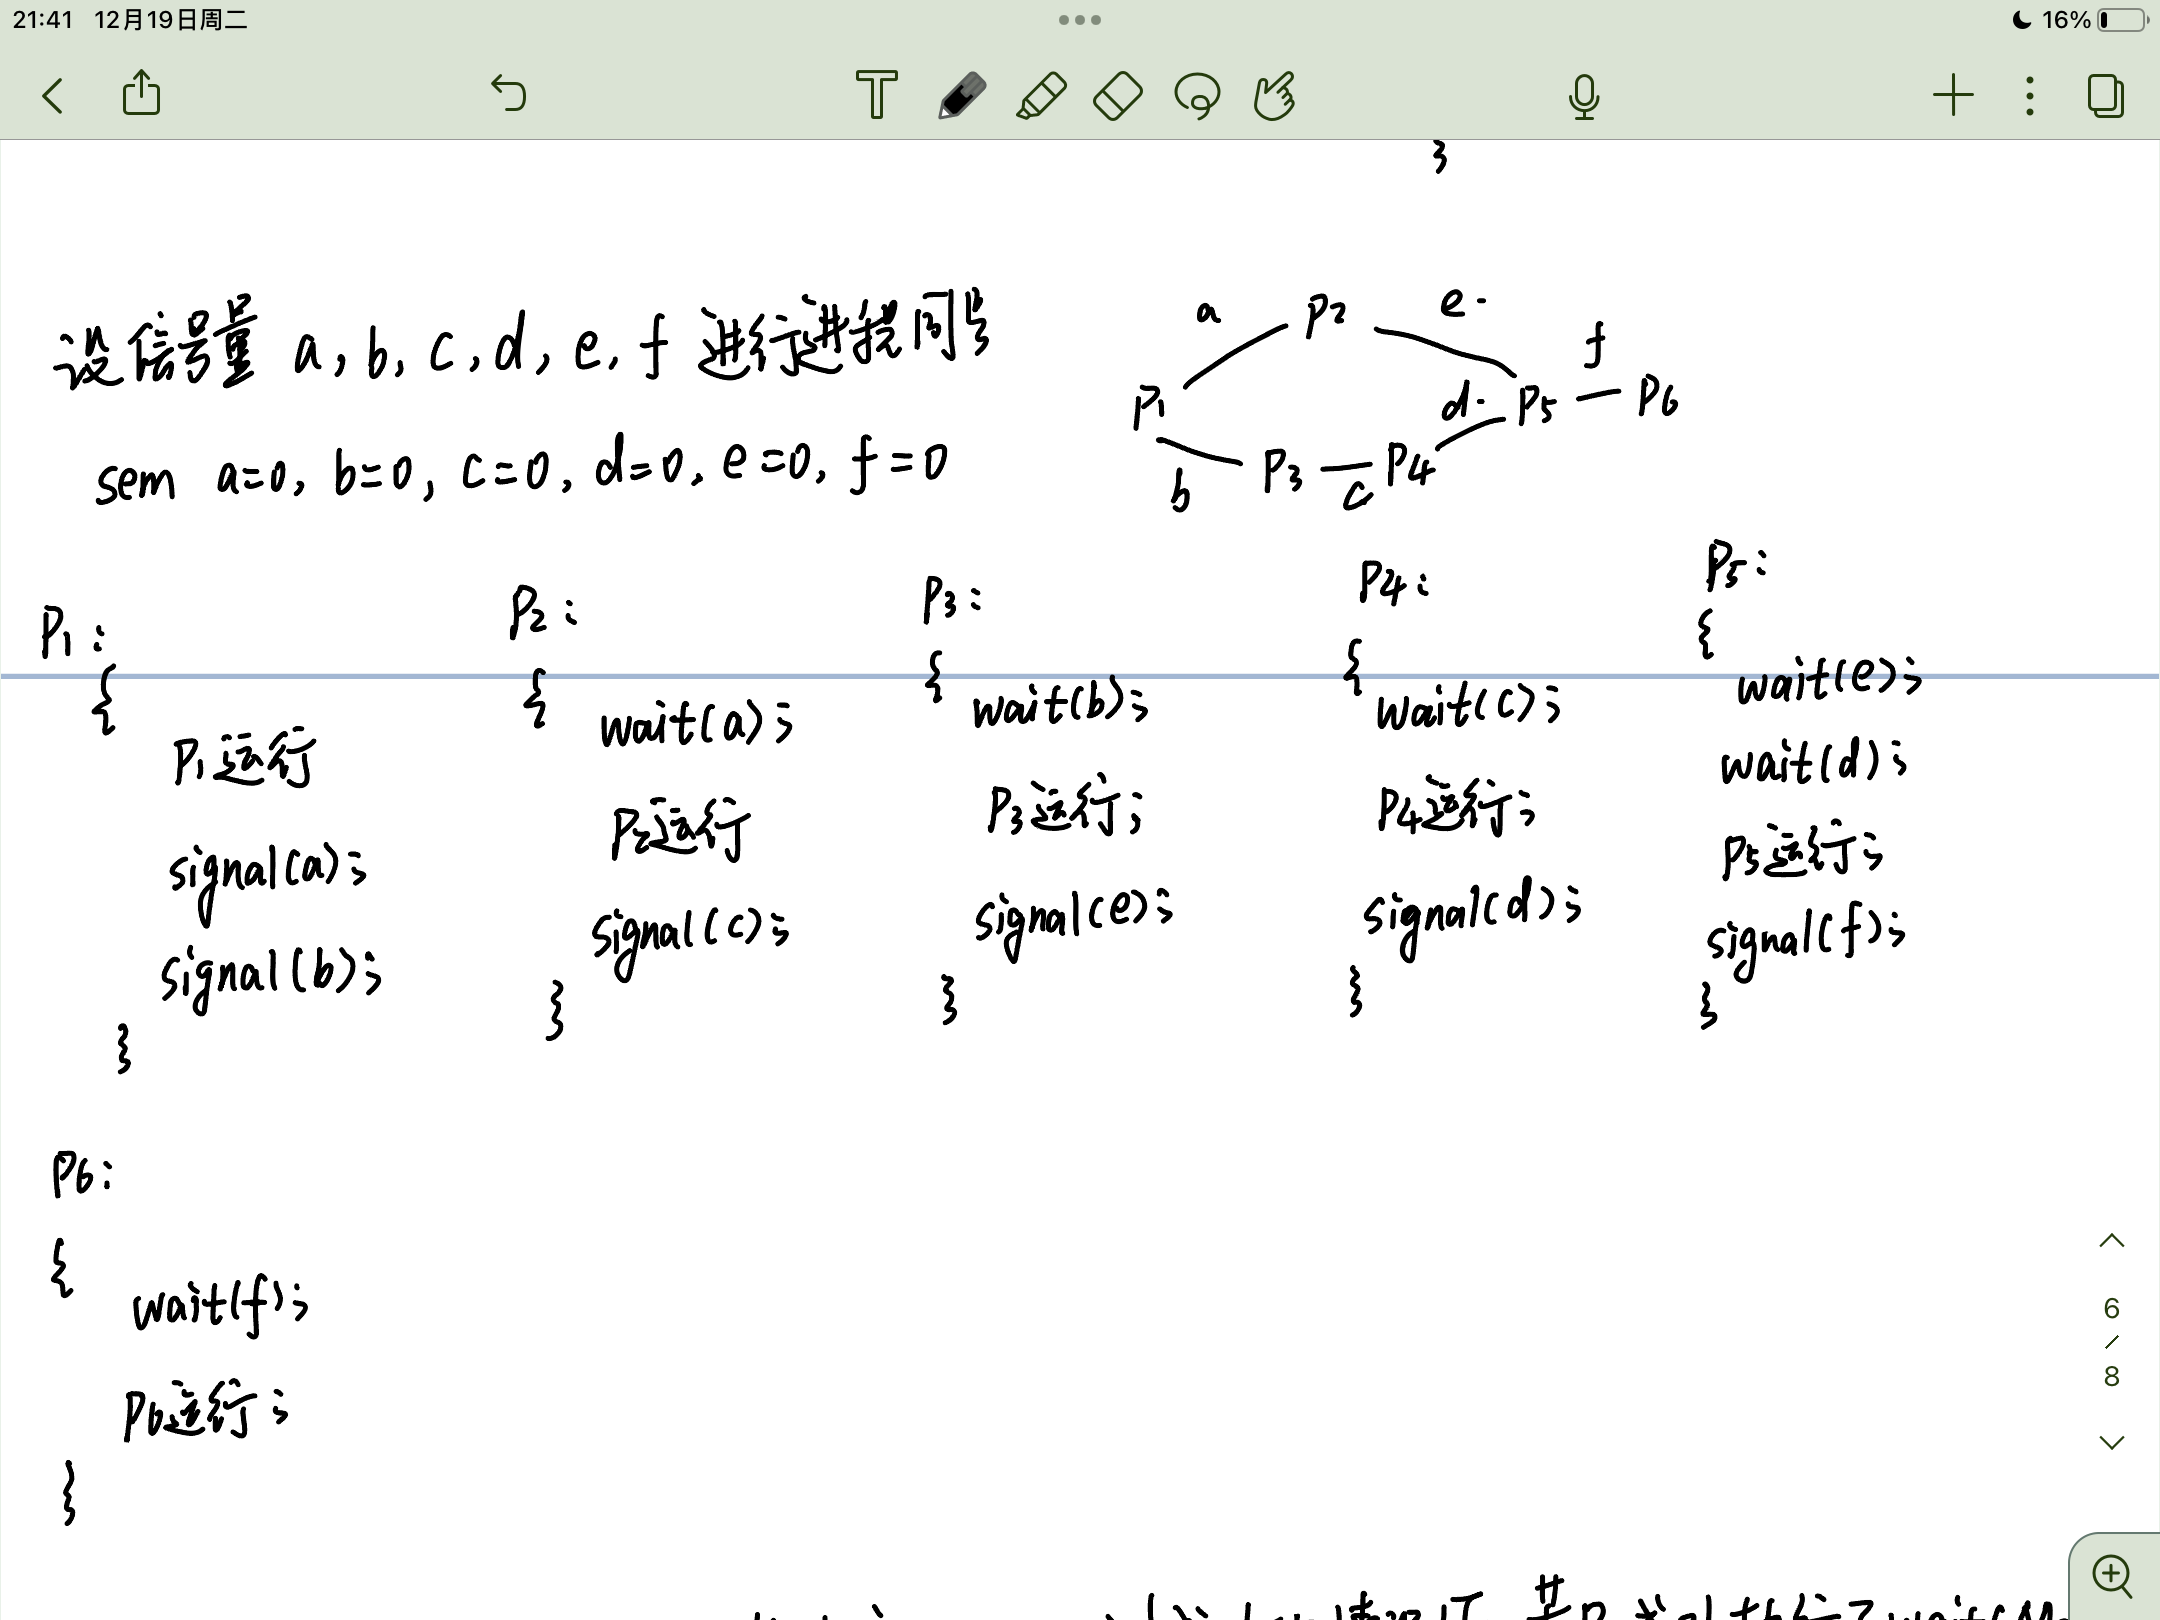 21:41 12月19日周二
16%
}
设信号量 a, b, c, d, e, f 进行进程同步
sem a=0, b=0, c=0, d=0, e=0, f=0
a P2 e.
f
P1 d. P5 P6
b P3 c P4
P1:
{
P1运行
signal(a);
signal(b);
}
P2:
{
wait(a);
P2运行
signal(c);
}
P3:
{
wait(b);
P3运行;
signal(e);
}
P4:
{
wait(c);
P4运行;
signal(d);
}
P5:
{
wait(e);
wait(d);
P5运行;
signal(f);
}
P6:
{
wait(f);
P6运行;
}
6
/
8